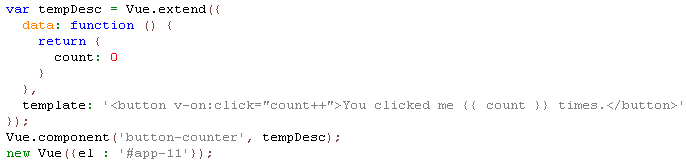 var tempDesc = Vue.extend({
  data: function () {
    return {
      count: 0
    }
  },
  template: '<button v-on:click="count++">You clicked me {{ count }} times.</button>'
});
Vue.component('button-counter', tempDesc);
new Vue({el : '#app-11'});